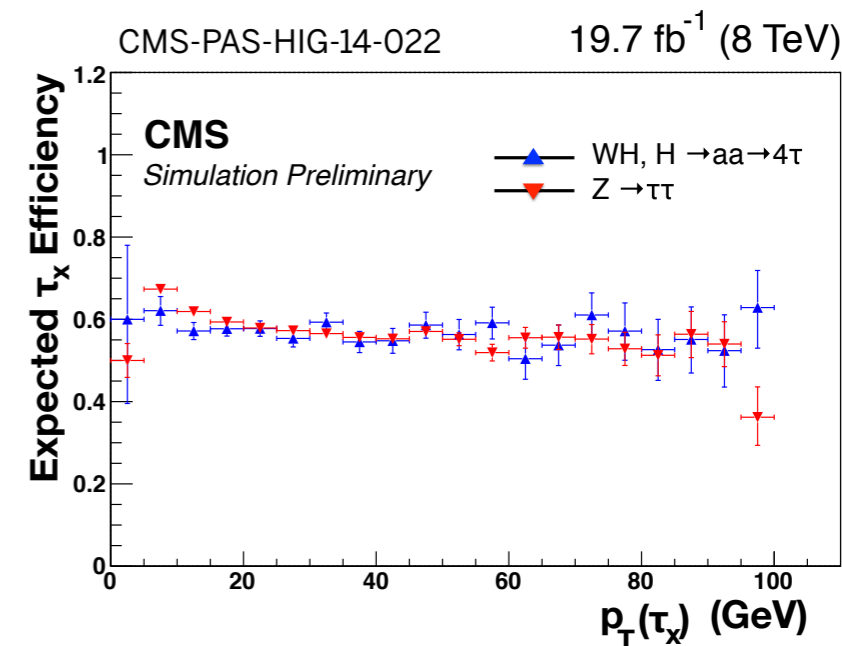 CMS-PAS-HIG-14-022 19.7 fb⁻¹ (8 TeV)
CMS
Simulation Preliminary
WH, H →aa→4τ
Z →ττ
Expected τₓ Efficiency
1.2
1
0.8
0.6
0.4
0.2
0
0 20 40 60 80 100
p_T(τₓ) (GeV)